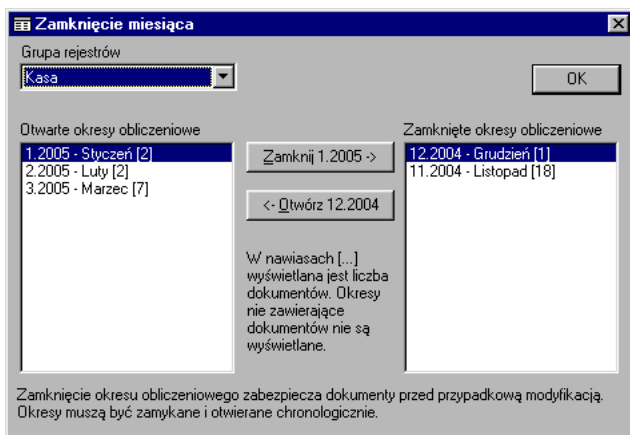 Zamknięcie miesiąca
Grupa rejestrów
Kasa
OK
Otwarte okresy obliczeniowe
1.2005 - Styczeń [2]
2.2005 - Luty [2]
3.2005 - Marzec [7]
Zamknij 1.2005 ->
<- Otwórz 12.2004
W nawiasach [...]
wyświetlana jest liczba
dokumentów. Okresy
nie zawierające
dokumentów nie są
wyświetlane.
Zamknięte okresy obliczeniowe
12.2004 - Grudzień [1]
11.2004 - Listopad [18]
Zamknięcie okresu obliczeniowego zabezpiecza dokumenty przed przypadkową modyfikacją.
Okresy muszą być zamykane i otwierane chronologicznie.